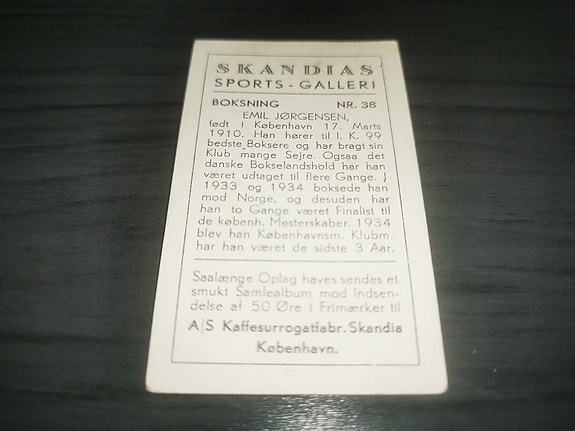 SKANDIAS
SPORTS - GALLERI
BOKSNING NR. 38
EMIL JØRGENSEN,
født i København 17. Marts
1910. Han hører til I. K. 99
bedste Boksere og har bragt sin
Klub mange Sejre. Ogsaa det
danske Bokselandshold har han
været udtaget til flere Gange. J
1933 og 1934 boksede han
mod Norge, og desuden har
han to Gange været Finalist til
de københ. Mesterskaber. 1934
blev han Københavnsm. Klubm.
har han været de sidste 3 Aar.
Saalænge Oplag haves sendes et
smukt Samlealbum mod Indsen-
delse af 50 Øre i Frimærker til
A|S Kaffesurrogatfabr. Skandia
København.